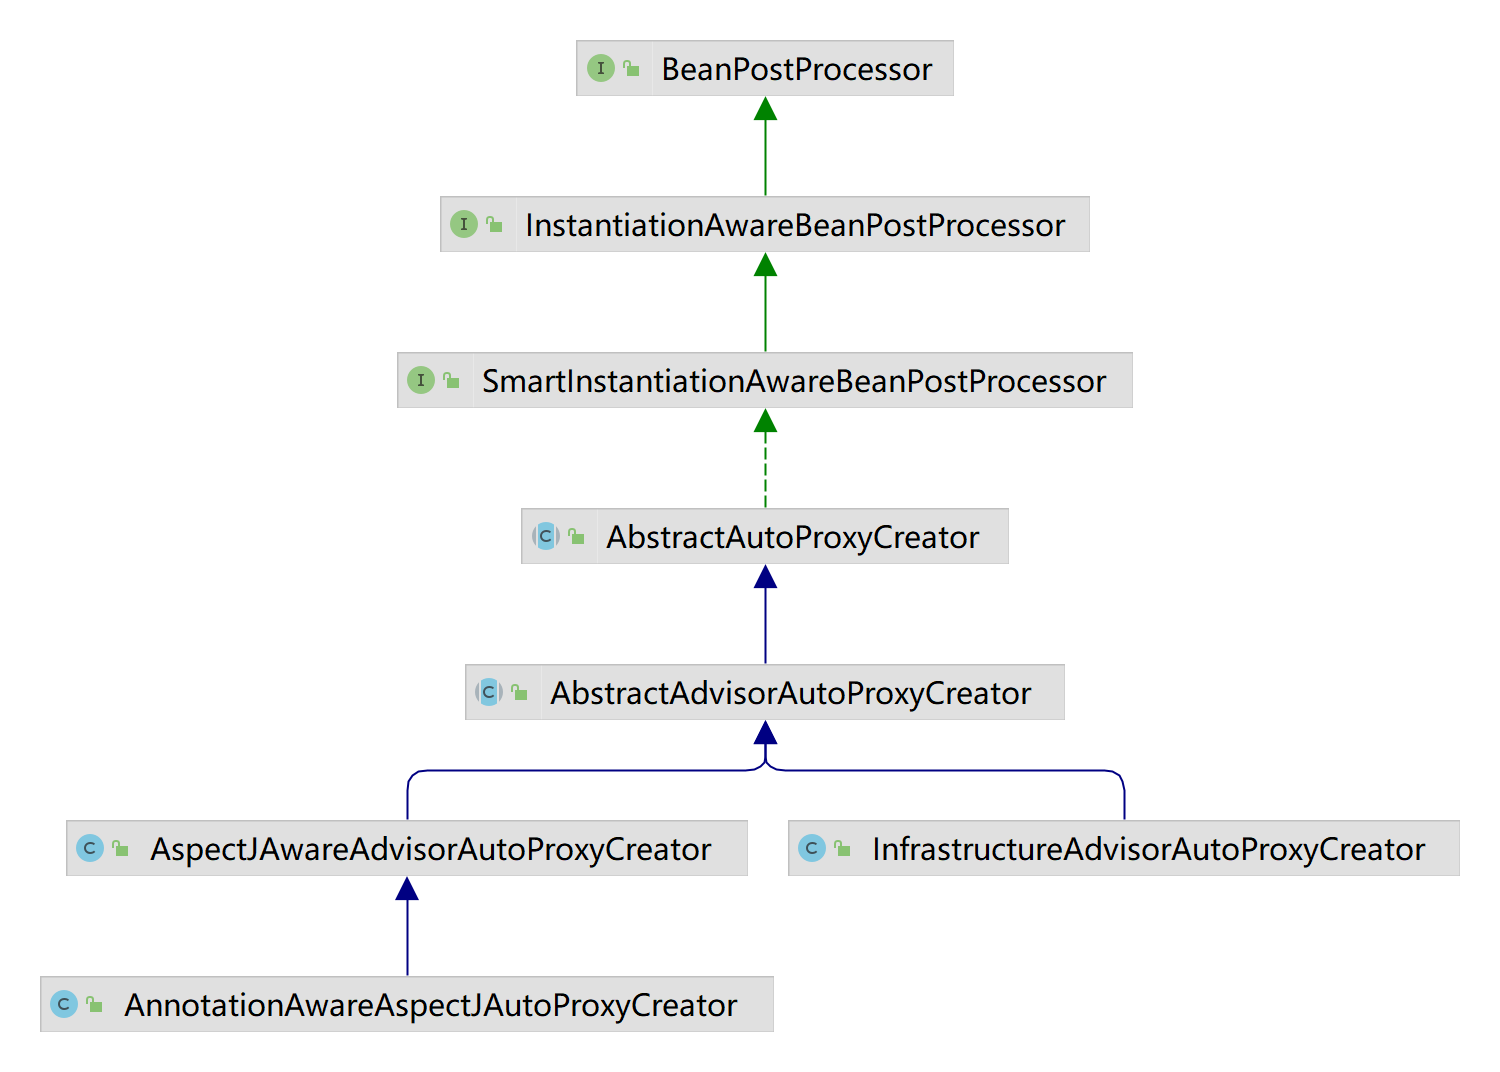 I BeanPostProcessor
I InstantiationAwareBeanPostProcessor
I SmartInstantiationAwareBeanPostProcessor
C AbstractAutoProxyCreator
C AbstractAdvisorAutoProxyCreator
C AspectJAwareAdvisorAutoProxyCreator
C InfrastructureAdvisorAutoProxyCreator
C AnnotationAwareAspectJAutoProxyCreator